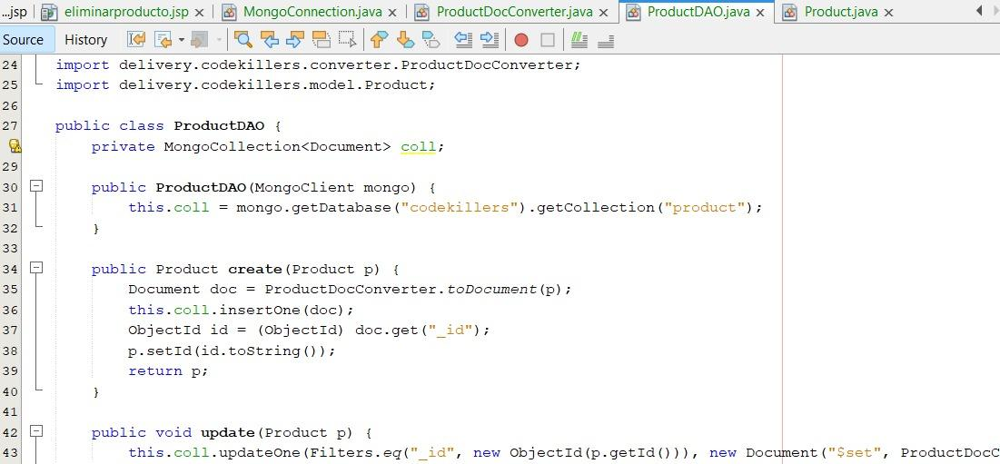 ...jsp eliminarproducto.jsp MongoConnection.java ProductDocConverter.java ProductDAO.java Product.java
Source History
24 import delivery.codekillers.converter.ProductDocConverter;
25 import delivery.codekillers.model.Product;
26
27 public class ProductDAO {
private MongoCollection<Document> coll;
29
30 public ProductDAO(MongoClient mongo) {
31 this.coll = mongo.getDatabase("codekillers").getCollection("product");
32 }
33
34 public Product create(Product p) {
35 Document doc = ProductDocConverter.toDocument(p);
36 this.coll.insertOne(doc);
37 ObjectId id = (ObjectId) doc.get("_id");
38 p.setId(id.toString());
39 return p;
40 }
41
42 public void update(Product p) {
43 this.coll.updateOne(Filters.eq("_id", new ObjectId(p.getId())), new Document("$set", ProductDocC